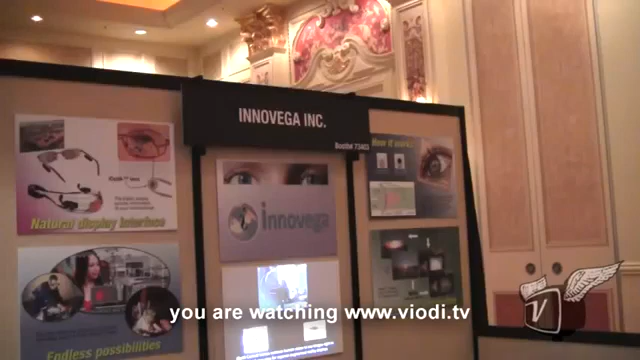 INNOVEGA INC.
Booth# 73403
How it works
innovega
Natural display interface
Endless possibilities
you are watching www.viodi.tv
V